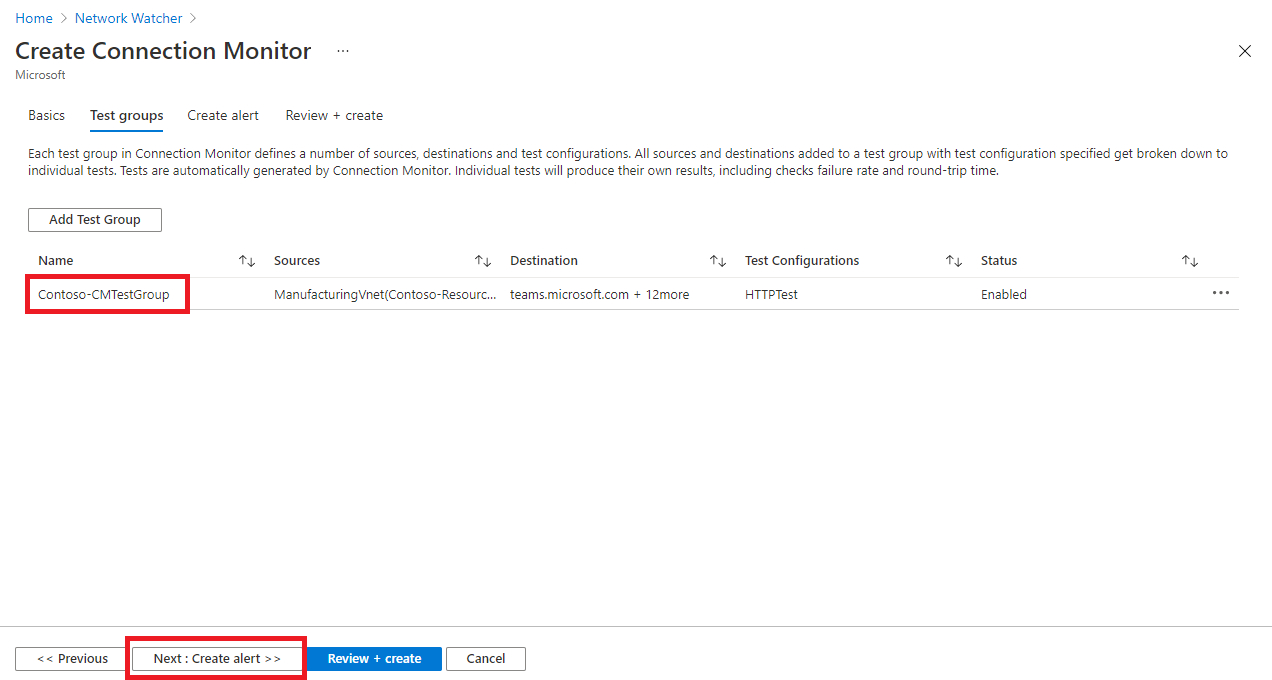 Home > Network Watcher >
Create Connection Monitor ...
Microsoft
Basics Test groups Create alert Review + create
Each test group in Connection Monitor defines a number of sources, destinations and test configurations. All sources and destinations added to a test group with test configuration specified get broken down to
individual tests. Tests are automatically generated by Connection Monitor. Individual tests will produce their own results, including checks failure rate and round-trip time.
Add Test Group
Name Sources Destination Test Configurations Status
Contoso-CMTestGroup ManufacturingVnet(Contoso-Resourc... teams.microsoft.com + 12more HTTPTest Enabled
<< Previous Next : Create alert >> Review + create Cancel